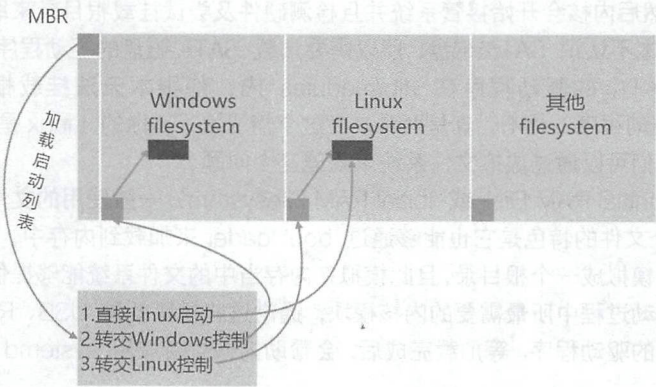 MBR
Windows
filesystem
Linux
filesystem
其他
filesystem
加载启动列表
1.直接Linux启动
2.转交Windows控制
3.转交Linux控制